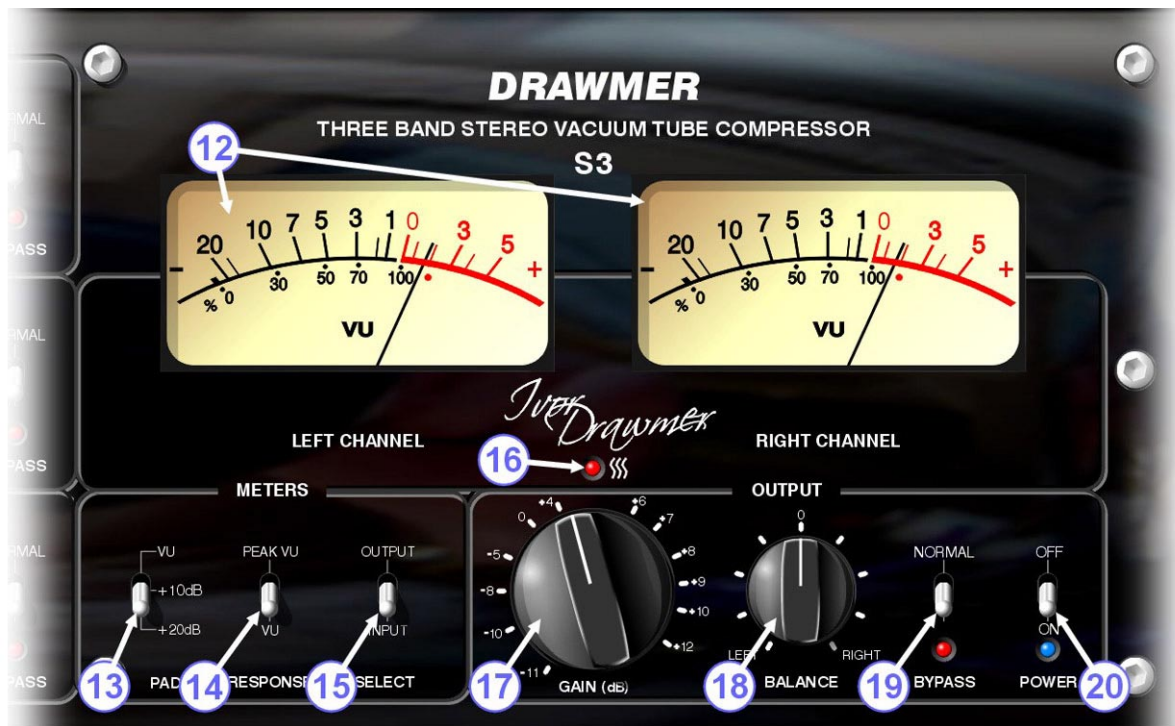 DRAWMER
THREE BAND STEREO VACUUM TUBE COMPRESSOR
S3
12
20 10 7 5 3 1 0 3 5
- +
% 0 30 50 70 100
VU
20 10 7 5 3 1 0 3 5
- +
% 0 30 50 70 100
VU
RMAL
PASS
RMAL
PASS
RMAL
PASS
Ivor Drawmer
LEFT CHANNEL
RIGHT CHANNEL
16
METERS
VU
+10dB
+20dB
13
PAD
PEAK VU
VU
14
RESPONSE
OUTPUT
INPUT
15
SELECT
OUTPUT
-11 -10 -8 -5 0 +4 +6 +7 +8 +9 +10 +12
17
GAIN (dB)
0
LEFT
RIGHT
18
BALANCE
NORMAL
19
BYPASS
OFF
ON
20
POWER